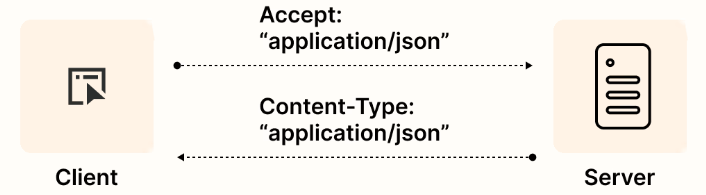 Accept:
“application/json”
Content-Type:
“application/json”
Client
Server